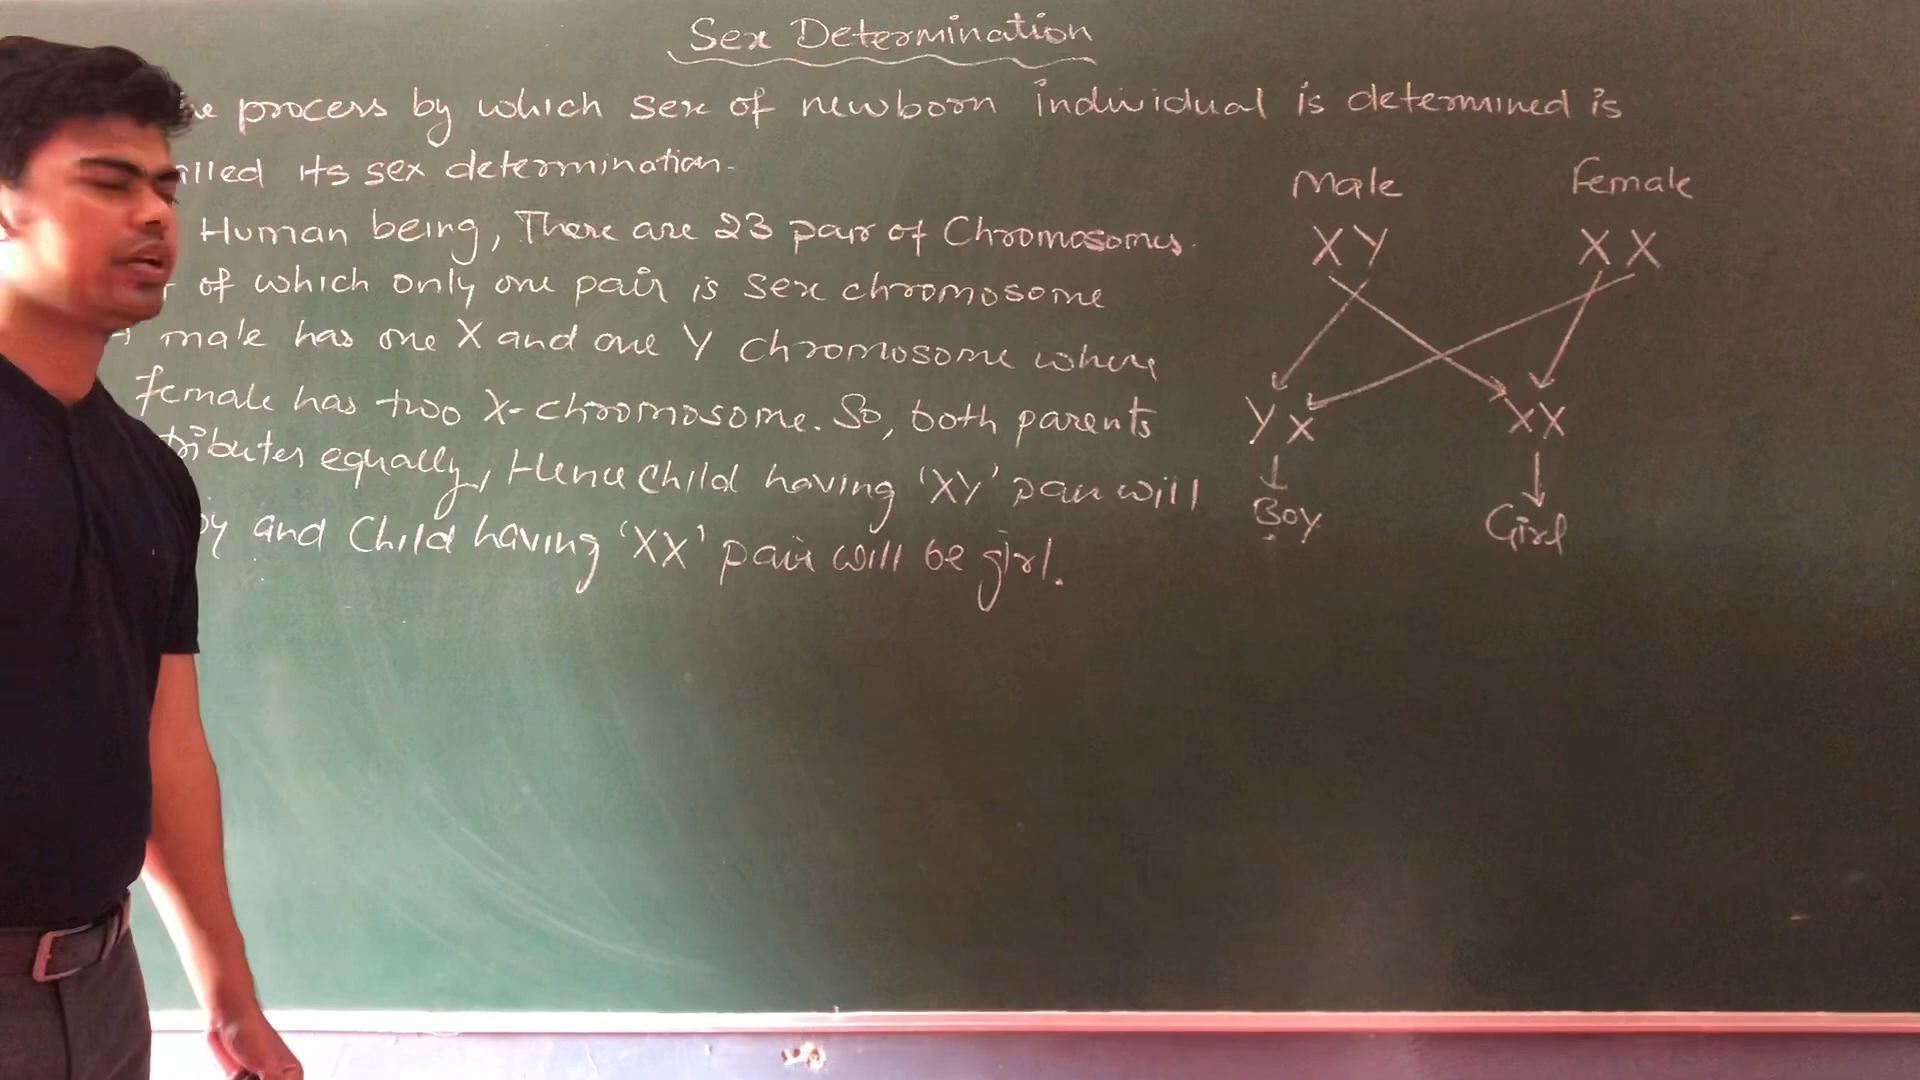 Sex Determination
process by which sex of newborn individual is determined is
its sex determination.
Human being, There are 23 pair of Chromosomes.
of which only one pair is sex chromosome
male has one X and one Y chromosome where
female has two X-chromosome. So, both parents
equally, Hence Child having 'XY' pair will
and Child having 'XX' pair will be girl.
Male Female
XY XX
YX XX
Boy Girl